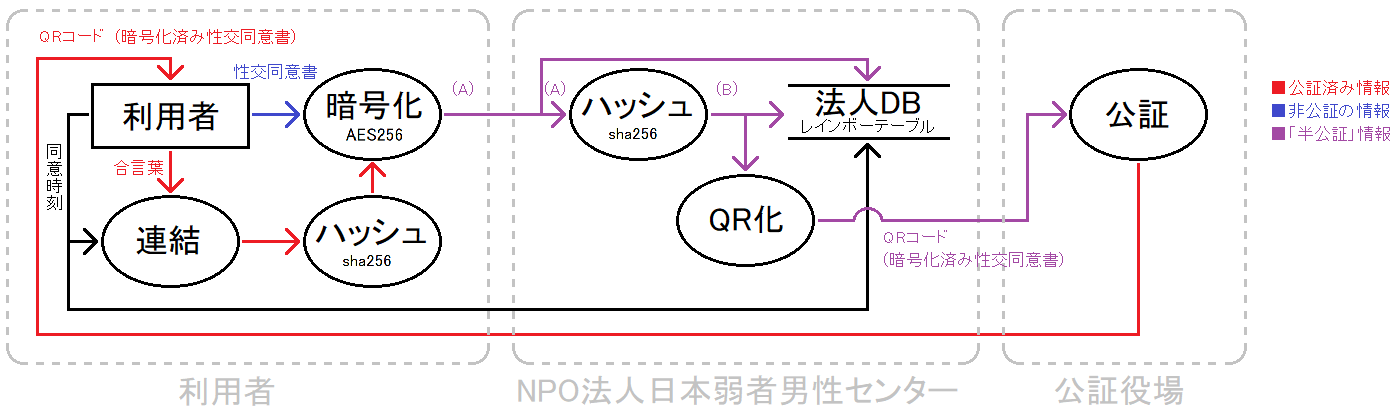 QRコード（暗号化済み性交同意書）
利用者
性交同意書
暗号化
AES256
(A)
(A)
ハッシュ
sha256
(B)
法人DB
レインボーテーブル
公証
■公証済み情報
■非公証の情報
■「半公証」情報
同意時刻
合言葉
連結
ハッシュ
sha256
QR化
QRコード
(暗号化済み性交同意書)
利用者
NPO法人日本弱者男性センター
公証役場